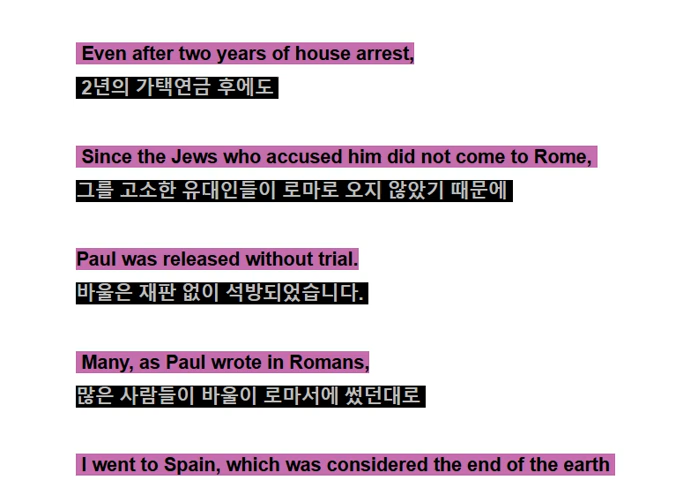 Even after two years of house arrest,
2년의 가택연금 후에도
Since the Jews who accused him did not come to Rome,
그를 고소한 유대인들이 로마로 오지 않았기 때문에
Paul was released without trial.
바울은 재판 없이 석방되었습니다.
Many, as Paul wrote in Romans,
많은 사람들이 바울이 로마서에 썼던대로
I went to Spain, which was considered the end of the earth